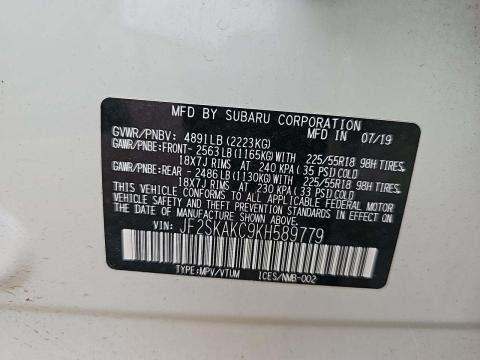 MFD BY SUBARU CORPORATION
GVWR/PNBV: 4891LB (2223KG) IN 07/19
GAWR/PNBE: FRONT- 2563LB (1165KG) WITH 225/55R18 98H TIRES,
18X7J RIMS AT 240 KPA (35 PSI) COLD
GAWR/PNBE: REAR - 2486LB (1130KG) WITH 225/55R18 98H TIRES,
18X7J RIMS AT 230 KPA (33 PSI) COLD
THIS VEHICLE CONFORMS TO ALL APPLICABLE FEDERAL MOTOR
VEHICLE SAFETY AND THEFT PREVENTION STANDARDS IN
EFFECT ON THE DATE OF MANUFACTURE SHOWN ABOVE.
VIN: JF2SKAKC9KH589779
TYPE: MPV/VTUM ICES/NMB-002